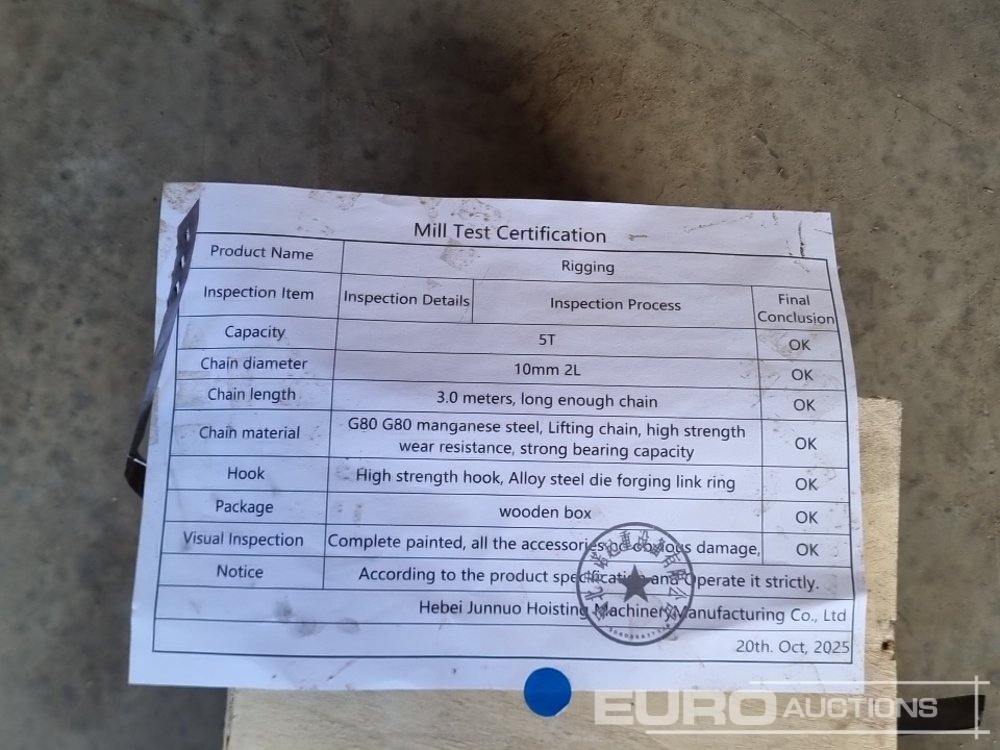 Mill Test Certification
Product Name
Rigging
Inspection Item
Inspection Details
Inspection Process
Final
Conclusion
Capacity
5T
OK
Chain diameter
10mm 2L
OK
Chain length
3.0 meters, long enough chain
OK
Chain material
G80 G80 manganese steel, Lifting chain, high strength
wear resistance, strong bearing capacity
OK
Hook
High strength hook, Alloy steel die forging link ring
OK
Package
wooden box
OK
Visual Inspection
Complete painted, all the accessories no obvious damage,
OK
Notice
According to the product specification and Operate it strictly.
Hebei Junnuo Hoisting Machinery Manufacturing Co., Ltd
20th. Oct, 2025
EURO AUCTIONS